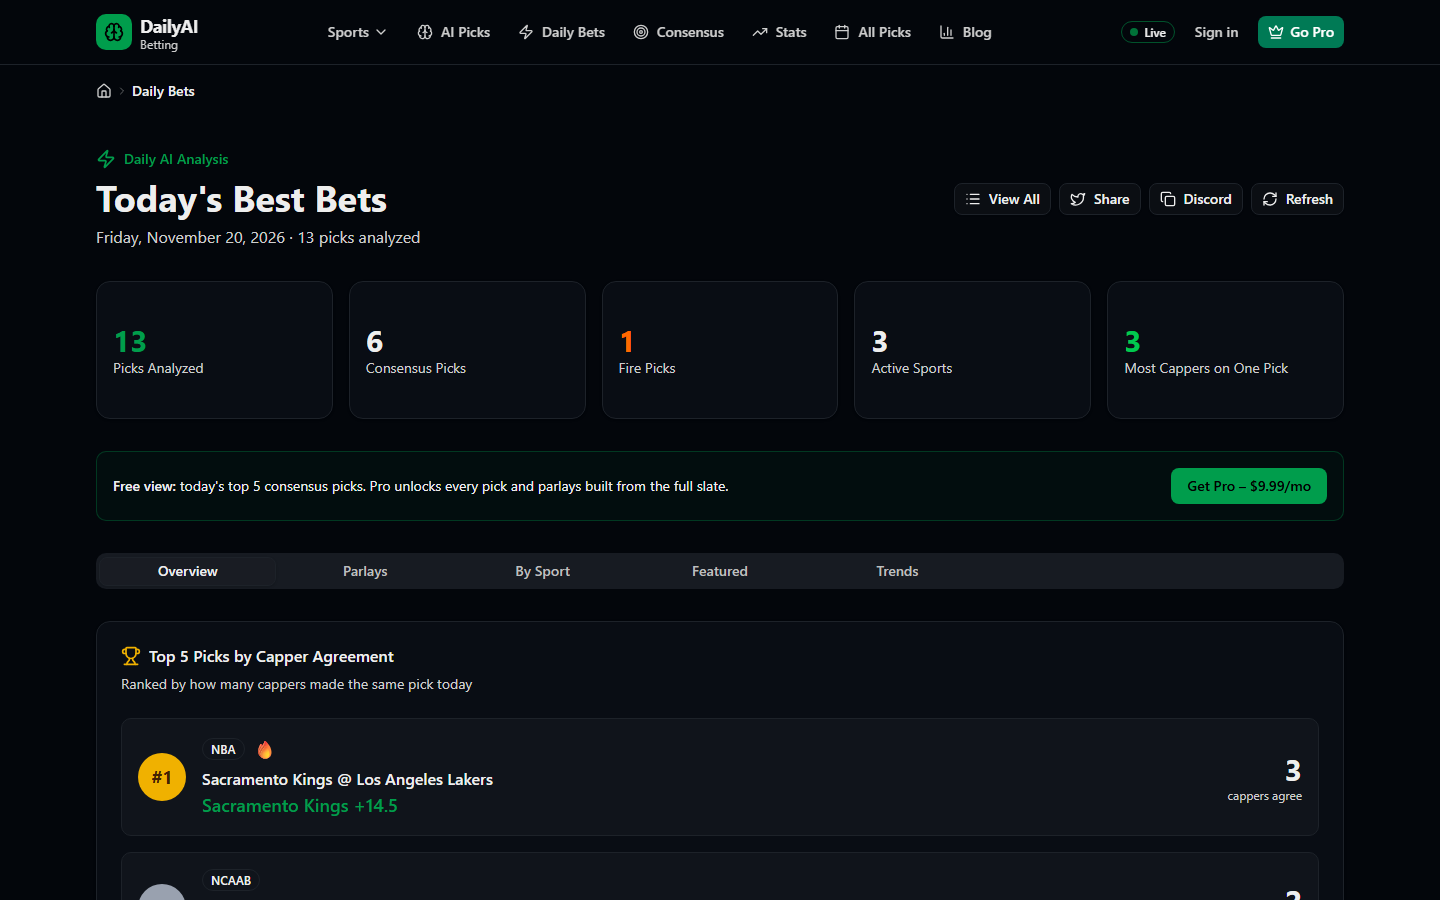 DailyAI
Betting
Sports
AI Picks
Daily Bets
Consensus
Stats
All Picks
Blog
Live
Sign in
Go Pro
Daily Bets
Daily AI Analysis
Today's Best Bets
Friday, November 20, 2026 · 13 picks analyzed
View All
Share
Discord
Refresh
13
Picks Analyzed
6
Consensus Picks
1
Fire Picks
3
Active Sports
3
Most Cappers on One Pick
Free view: today's top 5 consensus picks. Pro unlocks every pick and parlays built from the full slate.
Get Pro – $9.99/mo
Overview
Parlays
By Sport
Featured
Trends
Top 5 Picks by Capper Agreement
Ranked by how many cappers made the same pick today
#1
NBA
Sacramento Kings @ Los Angeles Lakers
Sacramento Kings +14.5
3
cappers agree
NCAAB